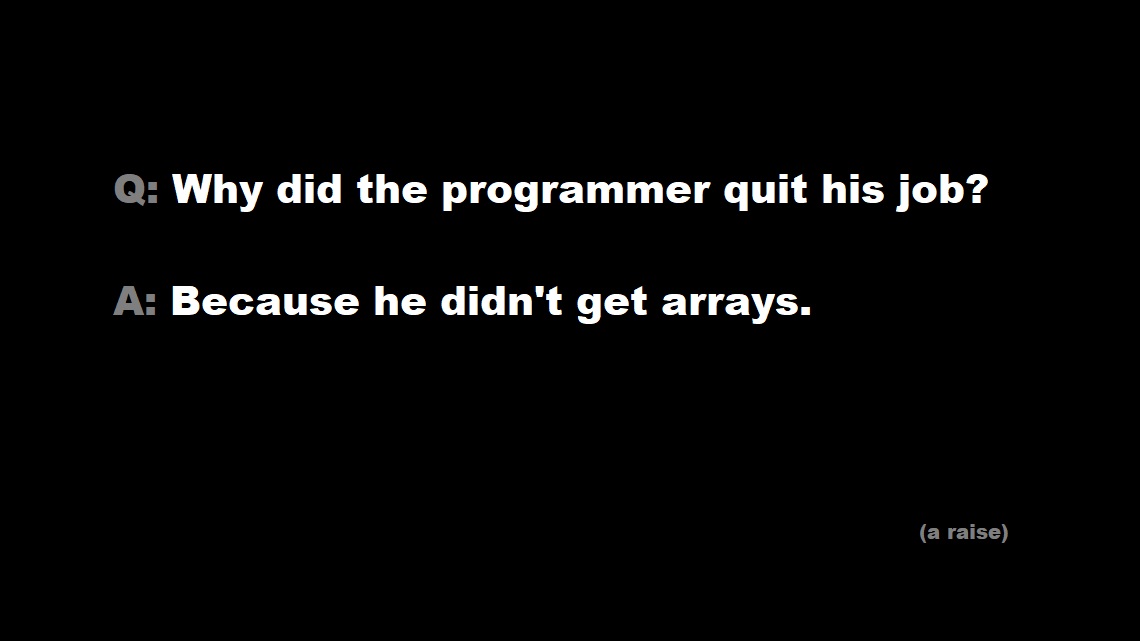 Q: Why did the programmer quit his job?
A: Because he didn't get arrays.
(a raise)